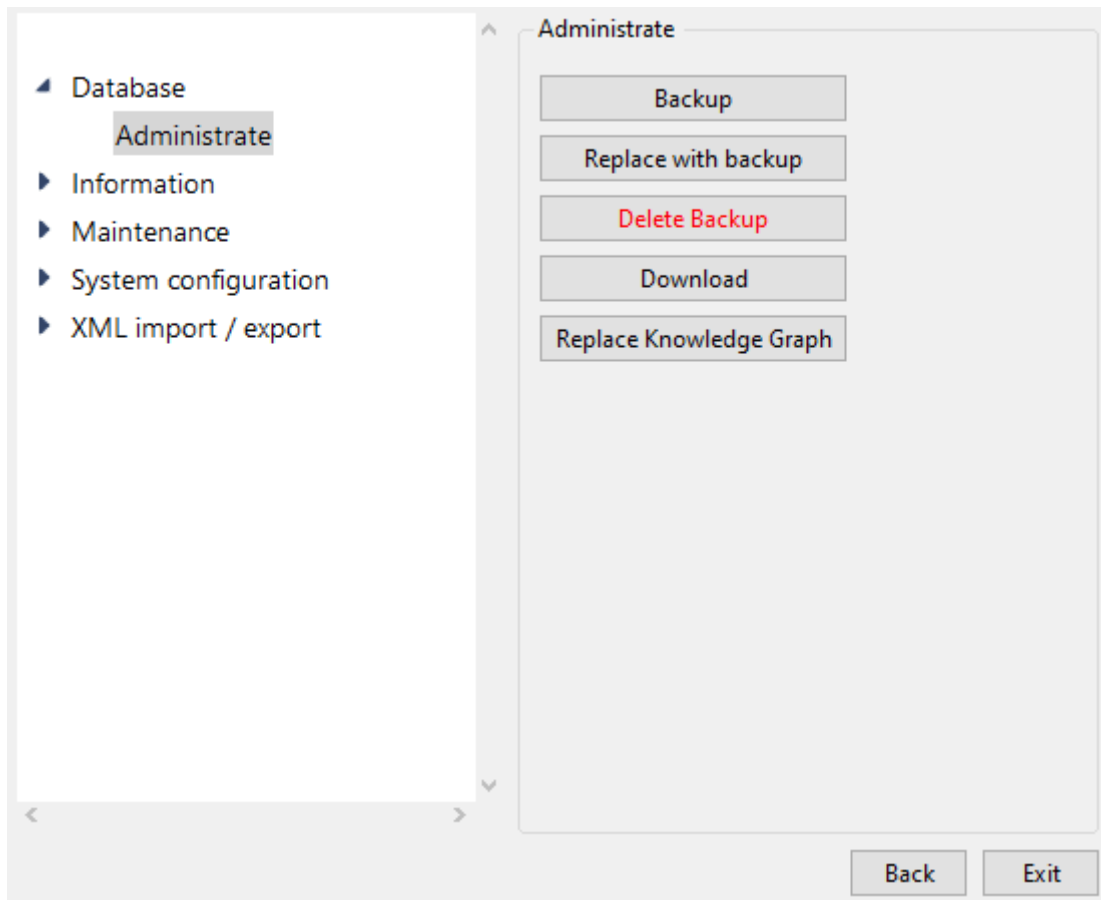 Database
Administrate
Information
Maintenance
System configuration
XML import / export
Administrate
Backup
Replace with backup
Delete Backup
Download
Replace Knowledge Graph
Back
Exit